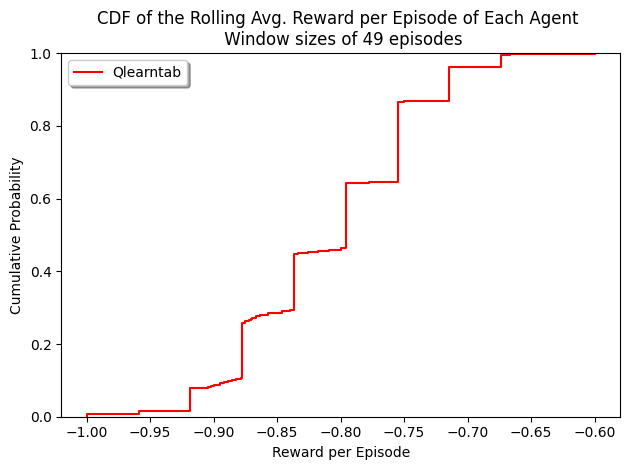 CDF of the Rolling Avg. Reward per Episode of Each Agent
Window sizes of 49 episodes
Qlearntab
Cumulative Probability
1.0
0.8
0.6
0.4
0.2
0.0
−1.00 −0.95 −0.90 −0.85 −0.80 −0.75 −0.70 −0.65 −0.60
Reward per Episode